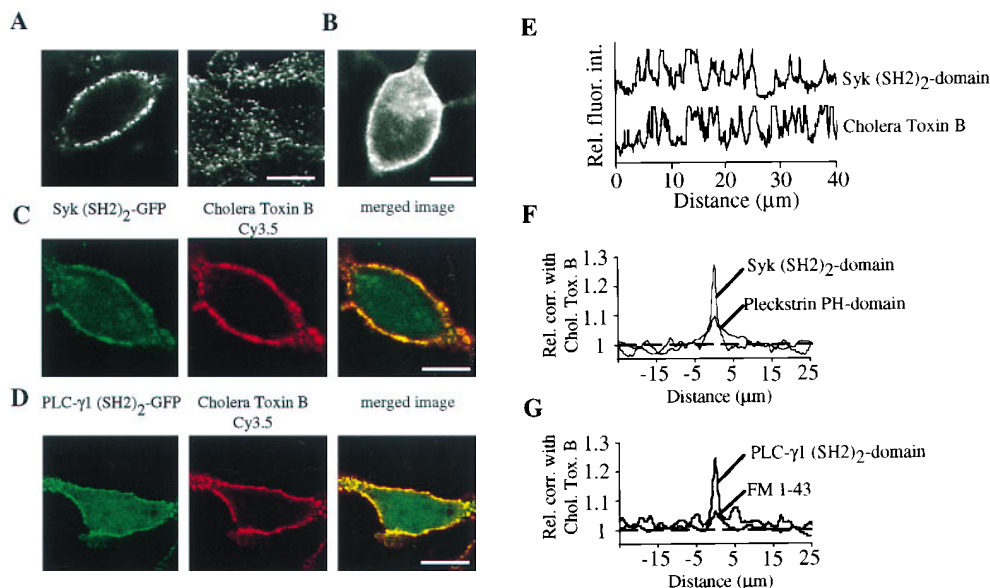 A
B
C
Syk (SH2)2-GFP
Cholera Toxin B
Cy3.5
merged image
D
PLC-γ1 (SH2)2-GFP
Cholera Toxin B
Cy3.5
merged image
E
Rel. fluor. int.
Syk (SH2)2-domain
Cholera Toxin B
0
10
20
30
40
Distance (μm)
F
Rel. corr. with
Chol. Tox. B
1.3
1.2
1.1
1
Syk (SH2)2-domain
Pleckstrin PH-domain
-15
-5
5
15
25
Distance (μm)
G
Rel. corr. with
Chol. Tox. B
1.3
1.2
1.1
1
PLC-γ1 (SH2)2-domain
FM 1-43
-15
-5
5
15
25
Distance (μm)